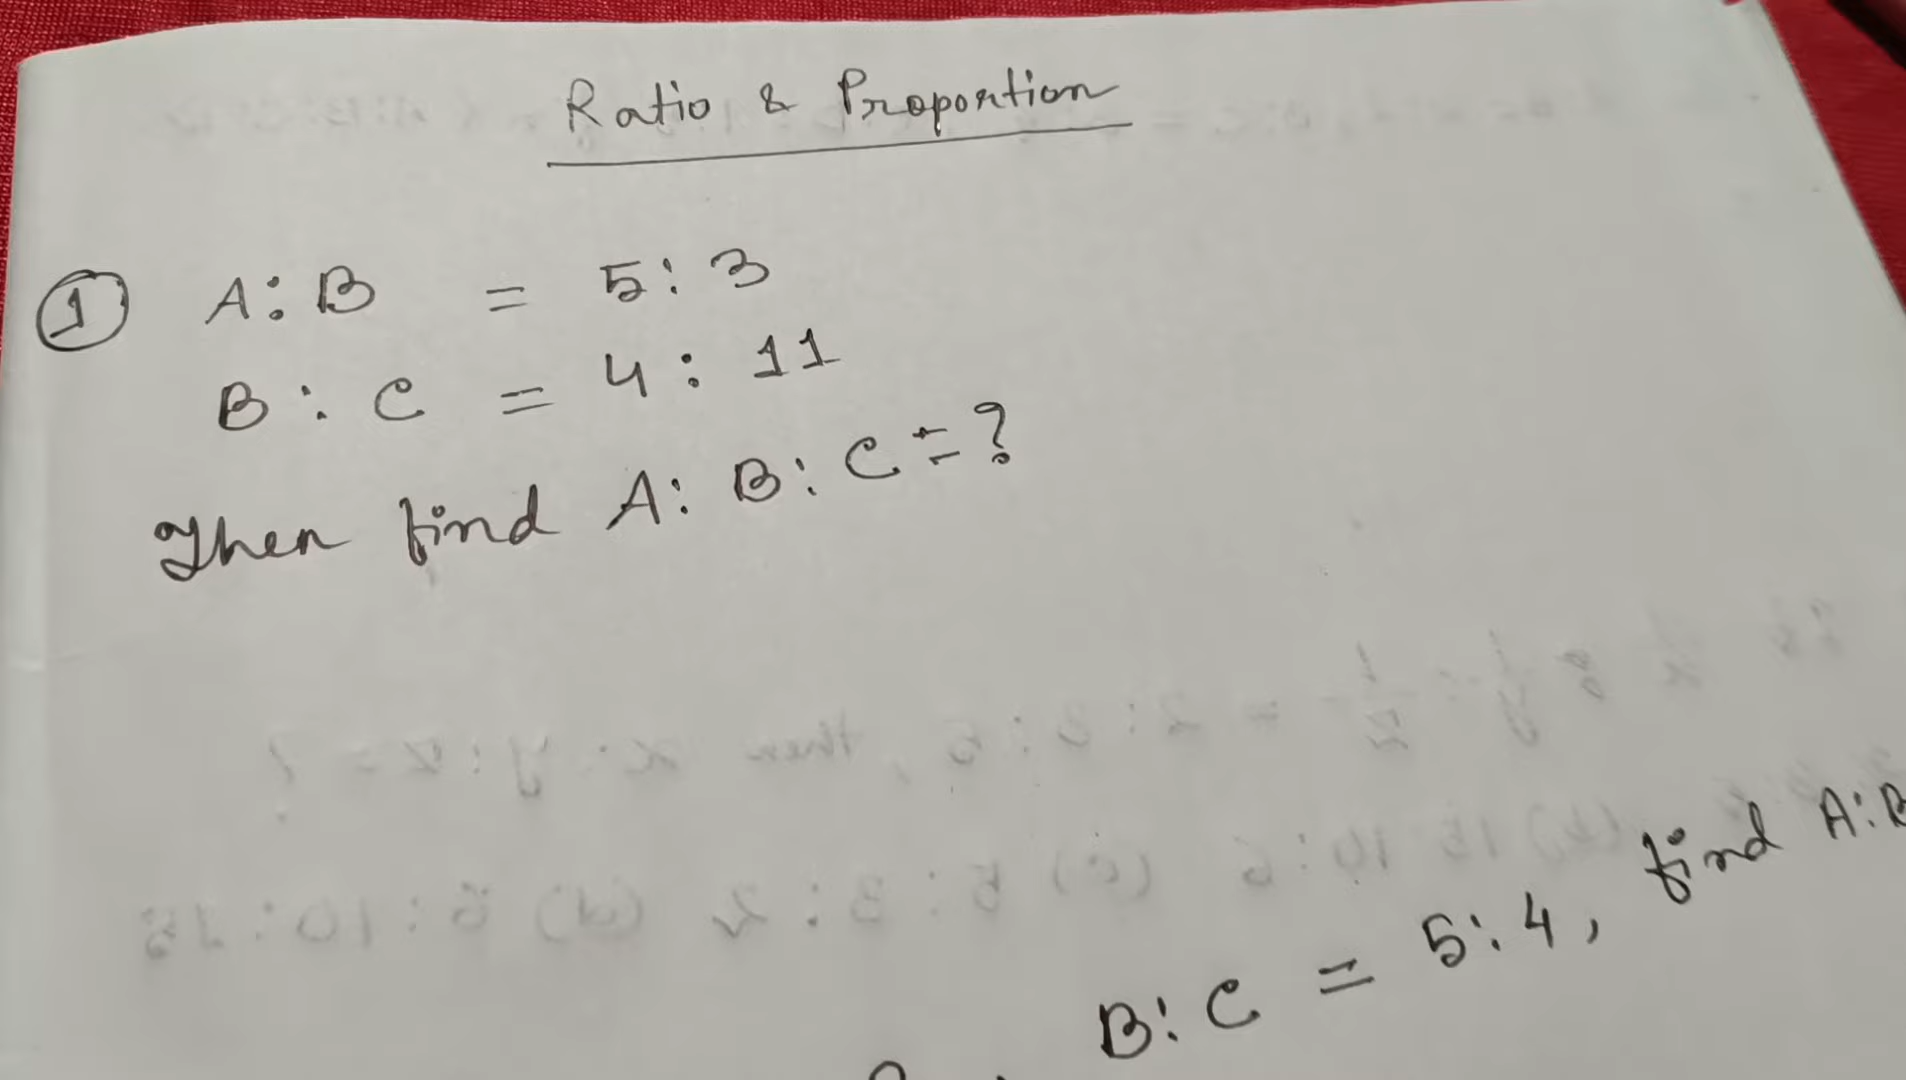 Ratio & Proportion
① A:B = 5:3
B:C = 4:11
Then find A:B:C=?
B:C = 5:4, find A:B